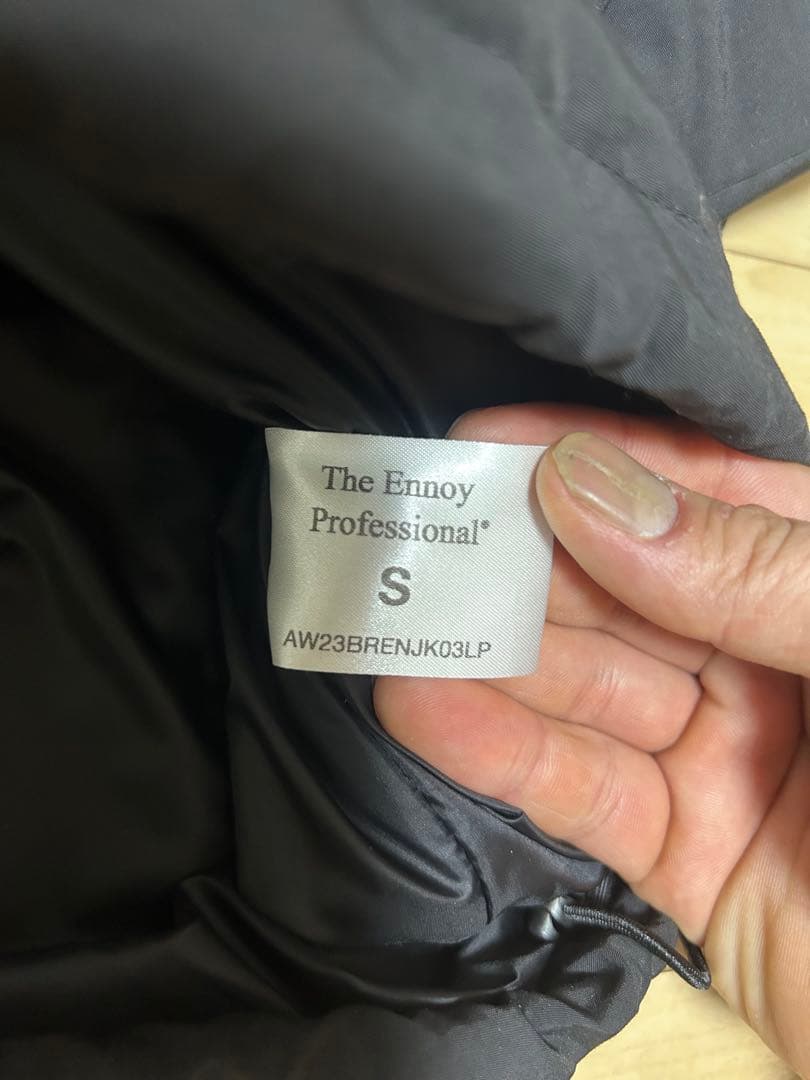 The Ennoy
Professional®
S
AW23BRENJK03LP